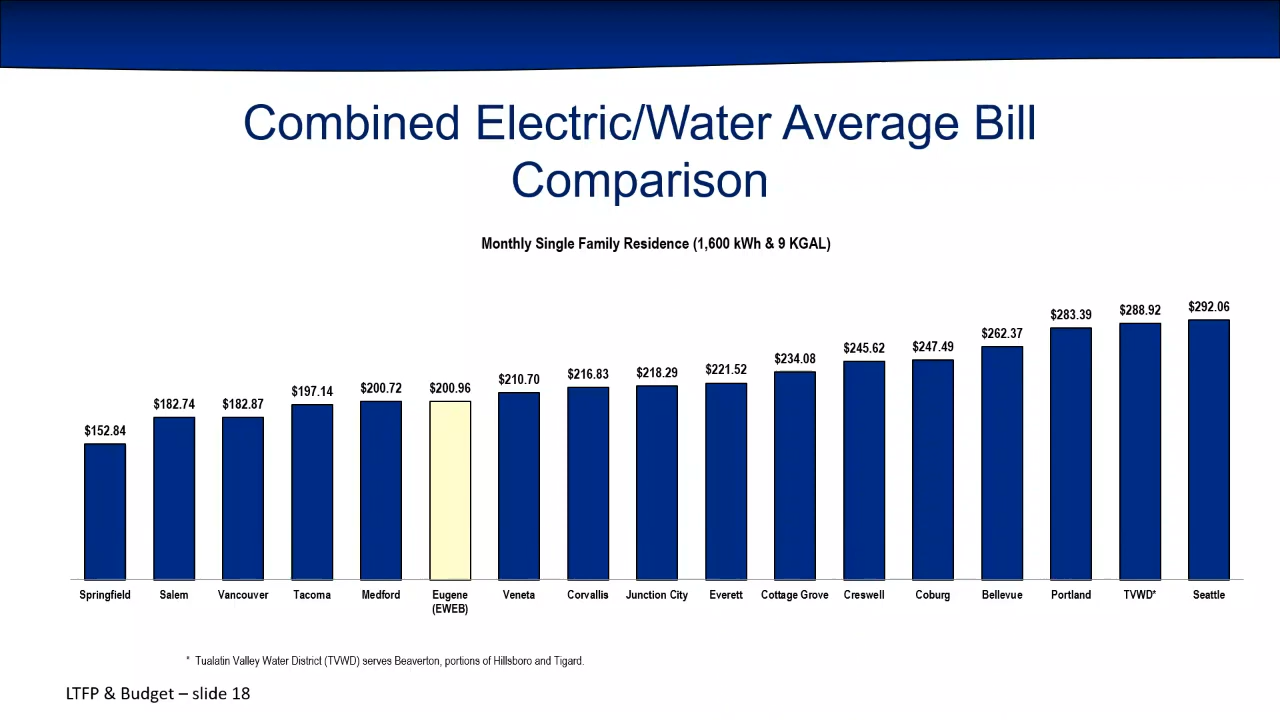 Combined Electric/Water Average Bill
Comparison
Monthly Single Family Residence (1,600 kWh & 9 KGAL)
$152.84
$182.74
$182.87
$197.14
$200.72
$200.96
$210.70
$216.83
$218.29
$221.52
$234.08
$245.62
$247.49
$262.37
$283.39
$288.92
$292.06
Springfield
Salem
Vancouver
Tacoma
Medford
Eugene
(EWEB)
Veneta
Corvallis
Junction City
Everett
Cottage Grove
Creswell
Coburg
Bellevue
Portland
TVWD*
Seattle
* Tualatin Valley Water District (TVWD) serves Beaverton, portions of Hillsboro and Tigard.
LTFP & Budget – slide 18